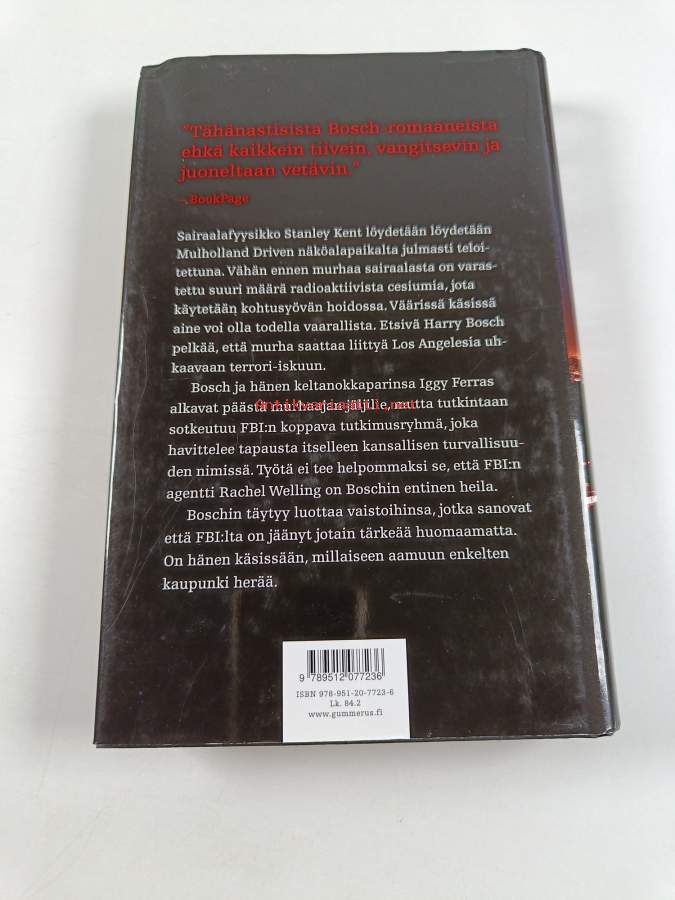 "Tähänastisista Bosch-romaaneista
ehkä kaikkein tiivein, vangitsevin ja
juoneltaan vetävin."
– BookPage
Sairaalafyysikko Stanley Kent löydetään löydetään
Mulholland Driven näköalapaikalta julmasti teloi-
tettuna. Vähän ennen murhaa sairaalasta on varas-
tettu suuri määrä radioaktiivista cesiumia, jota
käytetään kohtusyövän hoidossa. Väärissä käsissä
aine voi olla todella vaarallista. Etsivä Harry Bosch
pelkää, että murha saattaa liittyä Los Angelesia uh-
kaavaan terrori-iskuun.
Bosch ja hänen keltanokkaparinsa Iggy Ferras
Antikvariaatit.net
alkavat päästä murhaajan jäljille, mutta tutkintaan
sotkeutuu FBI:n koppava tutkimusryhmä, joka
havittelee tapausta itselleen kansallisen turvallisuu-
den nimissä. Työtä ei tee helpommaksi se, että FBI:n
agentti Rachel Welling on Boschin entinen heila.
Boschin täytyy luottaa vaistoihinsa, jotka sanovat
että FBI:lta on jäänyt jotain tärkeää huomaamatta.
On hänen käsissään, millaiseen aamuun enkelten
kaupunki herää.
9 789512 077236
ISBN 978-951-20-7723-6
Lk. 84.2
www.gummerus.fi